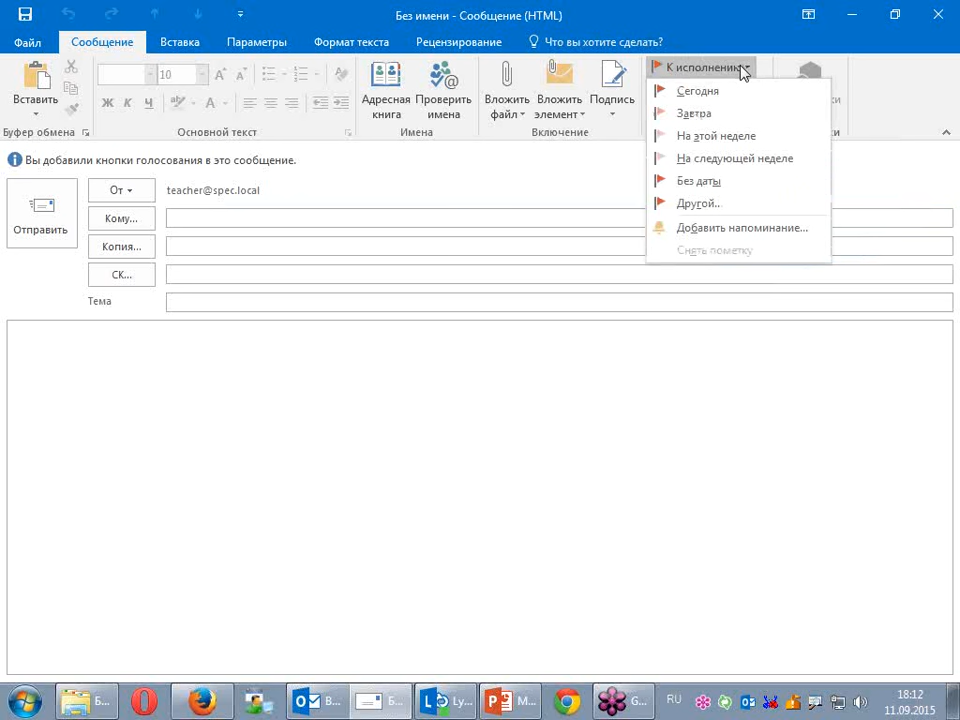 Без имени - Сообщение (HTML)
Файл
Сообщение
Вставка
Параметры
Формат текста
Рецензирование
Что вы хотите сделать?
Вставить
10
Ж К Ч
А
Адресная книга
Проверить имена
Вложить файл
Вложить элемент
Подпись
К исполнению
Буфер обмена
Основной текст
Имена
Включение
Сегодня
Завтра
На этой неделе
На следующей неделе
Без даты
Другой...
Добавить напоминание...
Снять пометку
Вы добавили кнопки голосования в это сообщение.
Отправить
От
teacher@spec.local
Кому...
Копия...
СК...
Тема
Б...
В...
Б...
Ly...
M...
G...
RU
18:12
11.09.2015